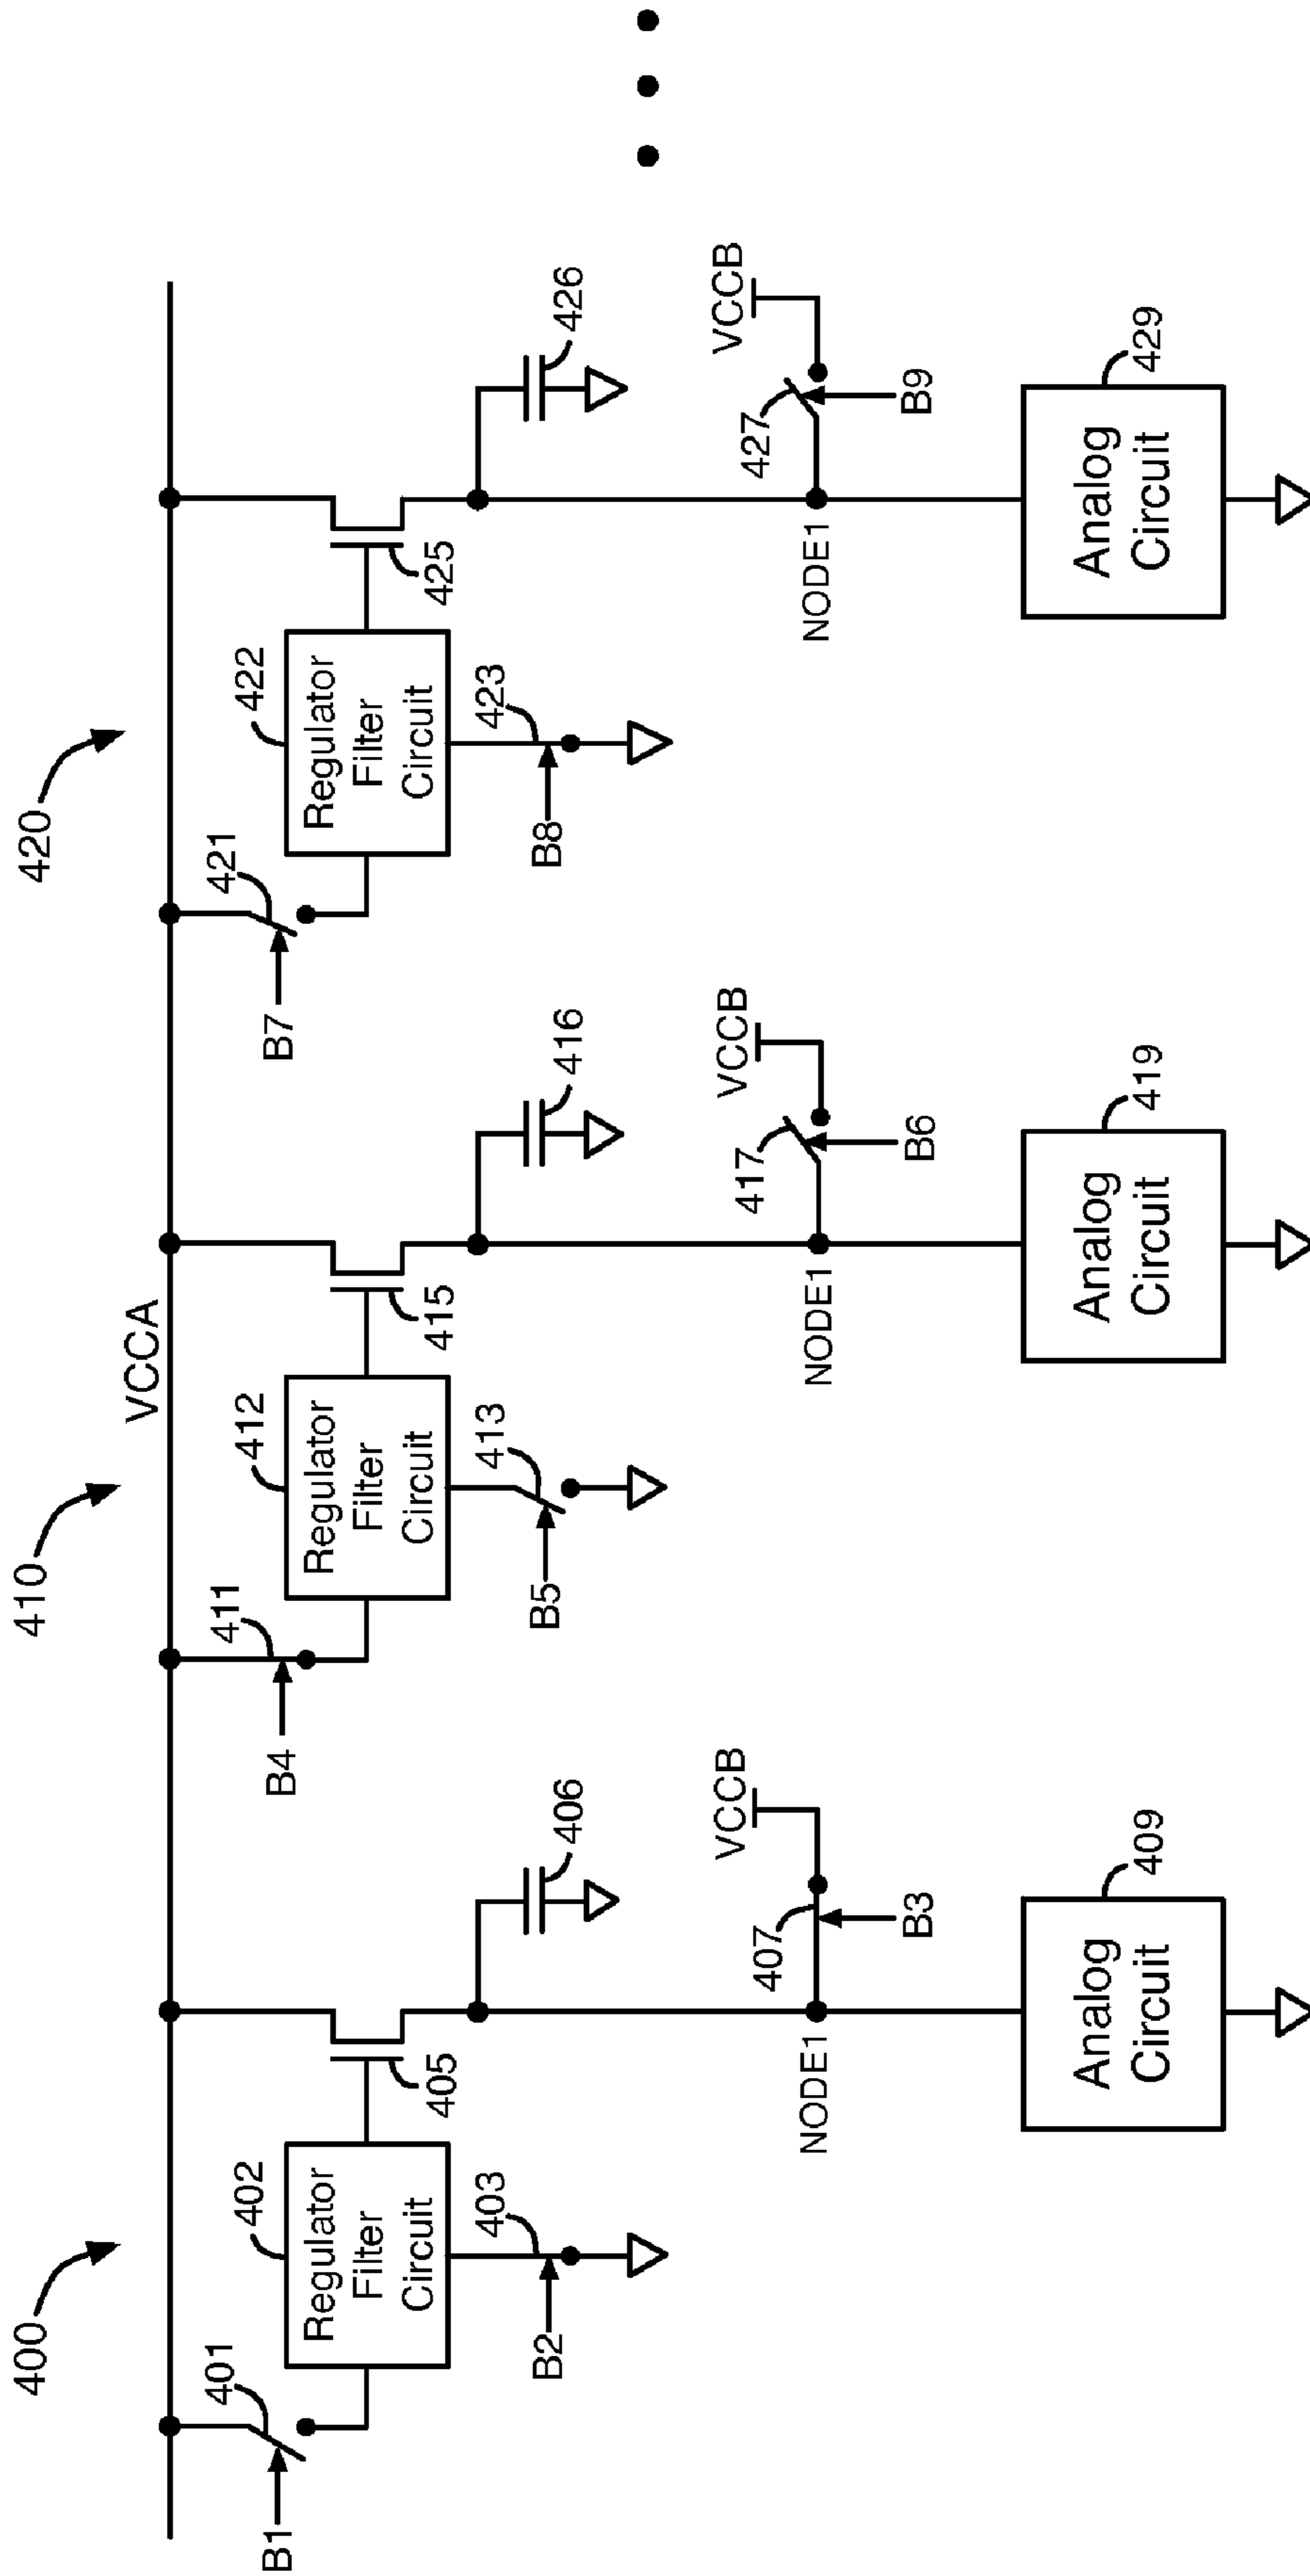 400
410
420
VCCA
B1
401
Regulator
Filter
Circuit
402
403
B2
405
406
NODE1
407
VCCB
B3
Analog
Circuit
409
B4
411
Regulator
Filter
Circuit
412
413
B5
415
416
NODE1
417
VCCB
B6
Analog
Circuit
419
B7
421
Regulator
Filter
Circuit
422
423
B8
425
426
NODE1
427
VCCB
B9
Analog
Circuit
429